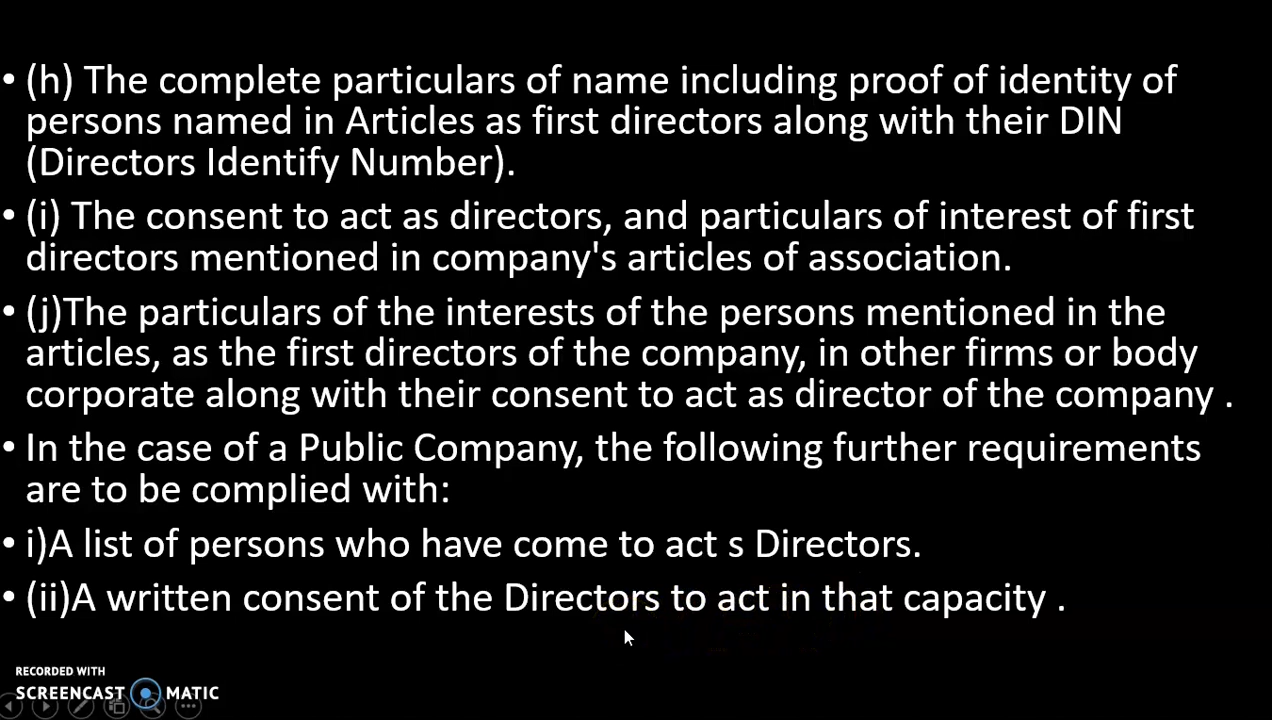 • (h) The complete particulars of name including proof of identity of
persons named in Articles as first directors along with their DIN
(Directors Identify Number).
• (i) The consent to act as directors, and particulars of interest of first
directors mentioned in company's articles of association.
• (j)The particulars of the interests of the persons mentioned in the
articles, as the first directors of the company, in other firms or body
corporate along with their consent to act as director of the company .
• In the case of a Public Company, the following further requirements
are to be complied with:
• i)A list of persons who have come to act s Directors.
• (ii)A written consent of the Directors to act in that capacity .
RECORDED WITH
SCREENCAST MATIC